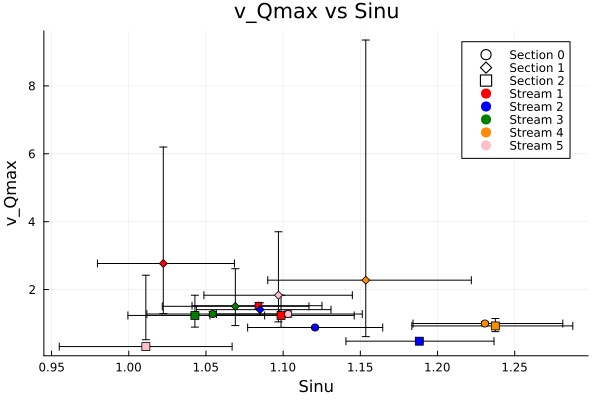 v_Qmax vs Sinu
Section 0
Section 1
Section 2
Stream 1
Stream 2
Stream 3
Stream 4
Stream 5
8
6
4
2
v_Qmax
0.95
1.00
1.05
1.10
1.15
1.20
1.25
Sinu